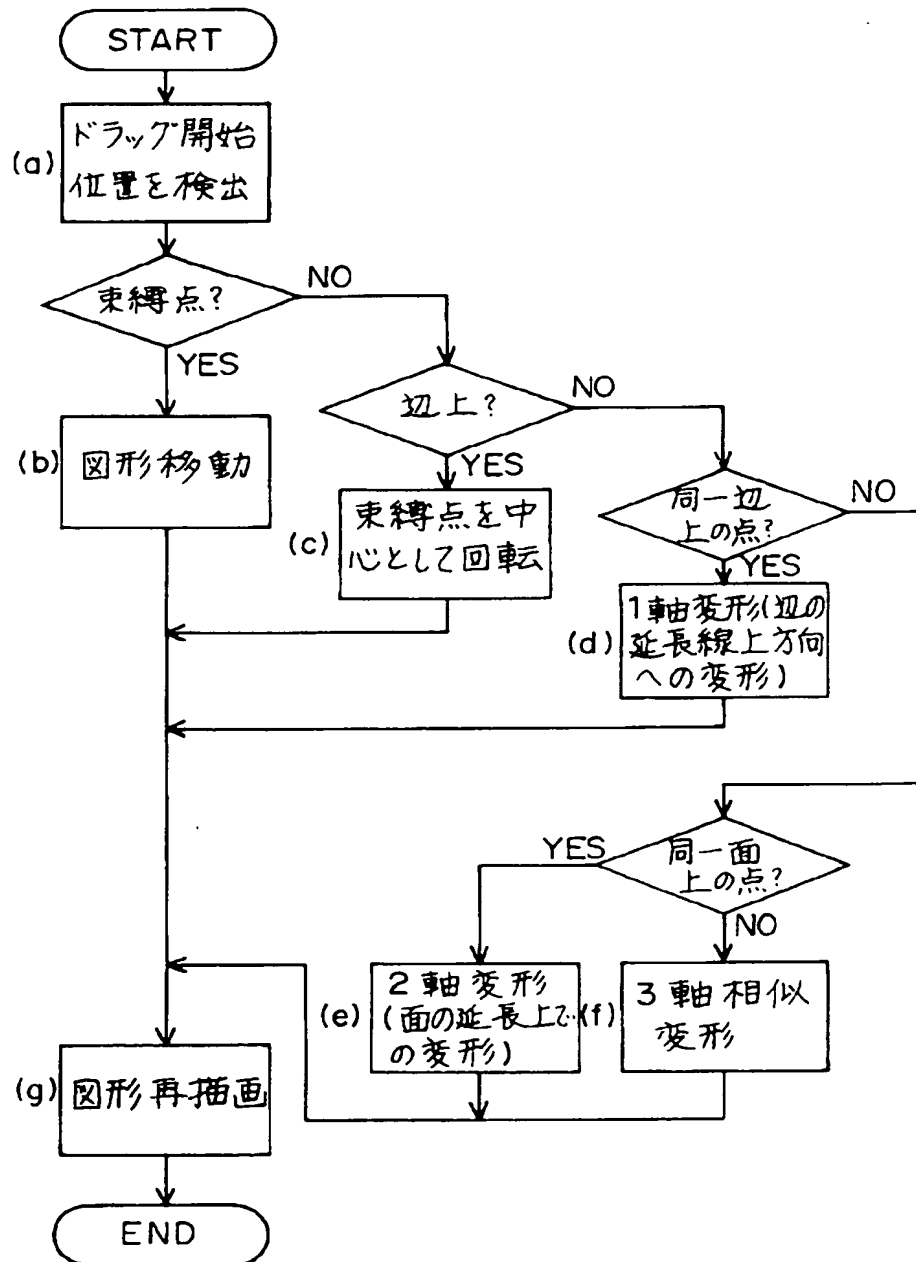 START
(a)
ドラッグ開始
位置を検出
束縛点?
NO
YES
(b)
図形移動
辺上?
NO
YES
(c)
束縛点を中
心として回転
同一辺
上の点?
NO
YES
(d)
1軸変形(辺の
延長線上方向
への変形)
同一面
上の点?
YES
NO
(e)
2軸変形
(面の延長上で
の変形)
(f)
3軸相似
変形
(g)
図形再描画
END